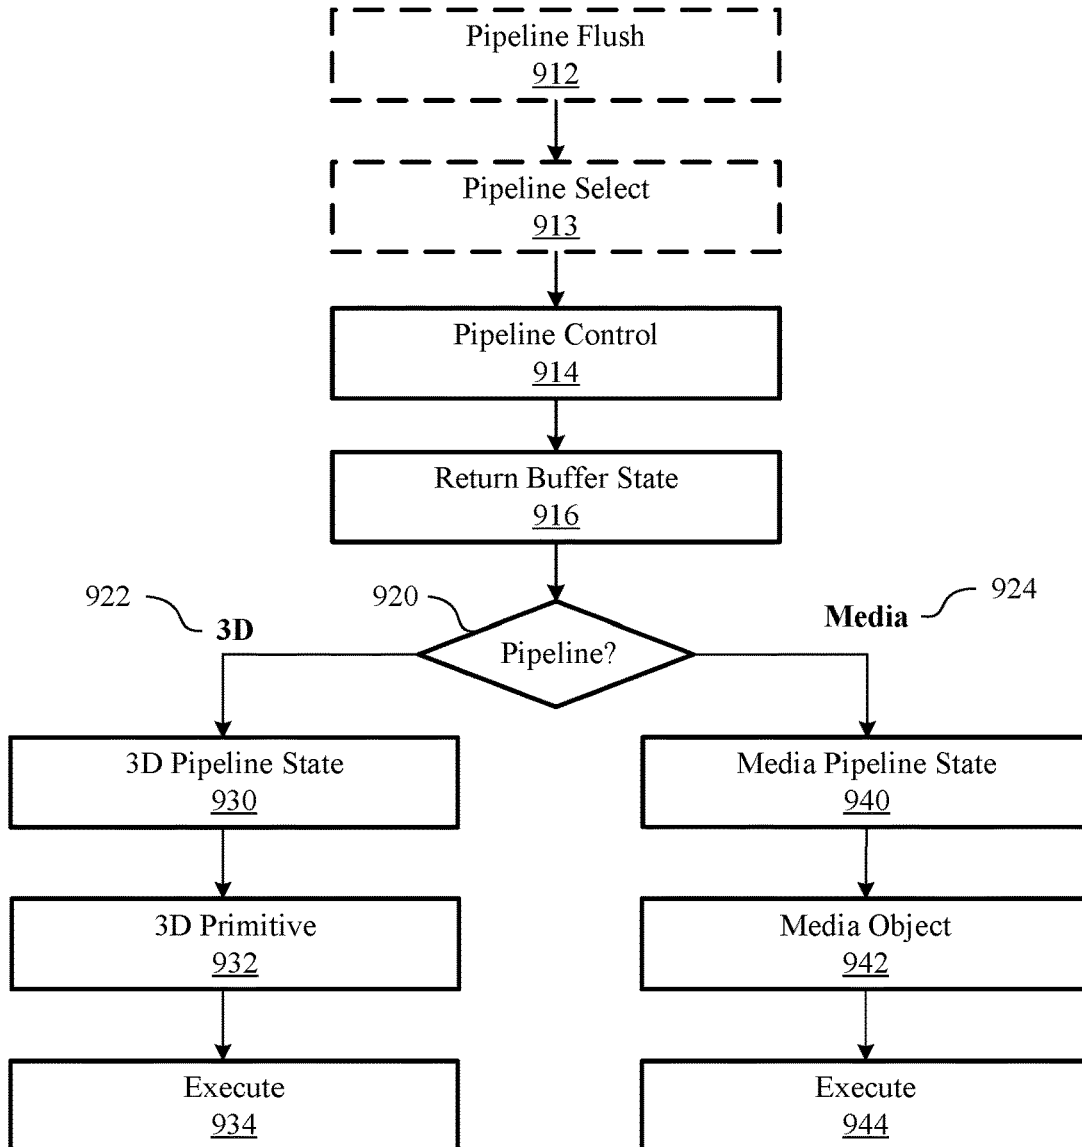 Pipeline Flush
912
Pipeline Select
913
Pipeline Control
914
Return Buffer State
916
922
3D
920
Pipeline?
Media
924
3D Pipeline State
930
Media Pipeline State
940
3D Primitive
932
Media Object
942
Execute
934
Execute
944